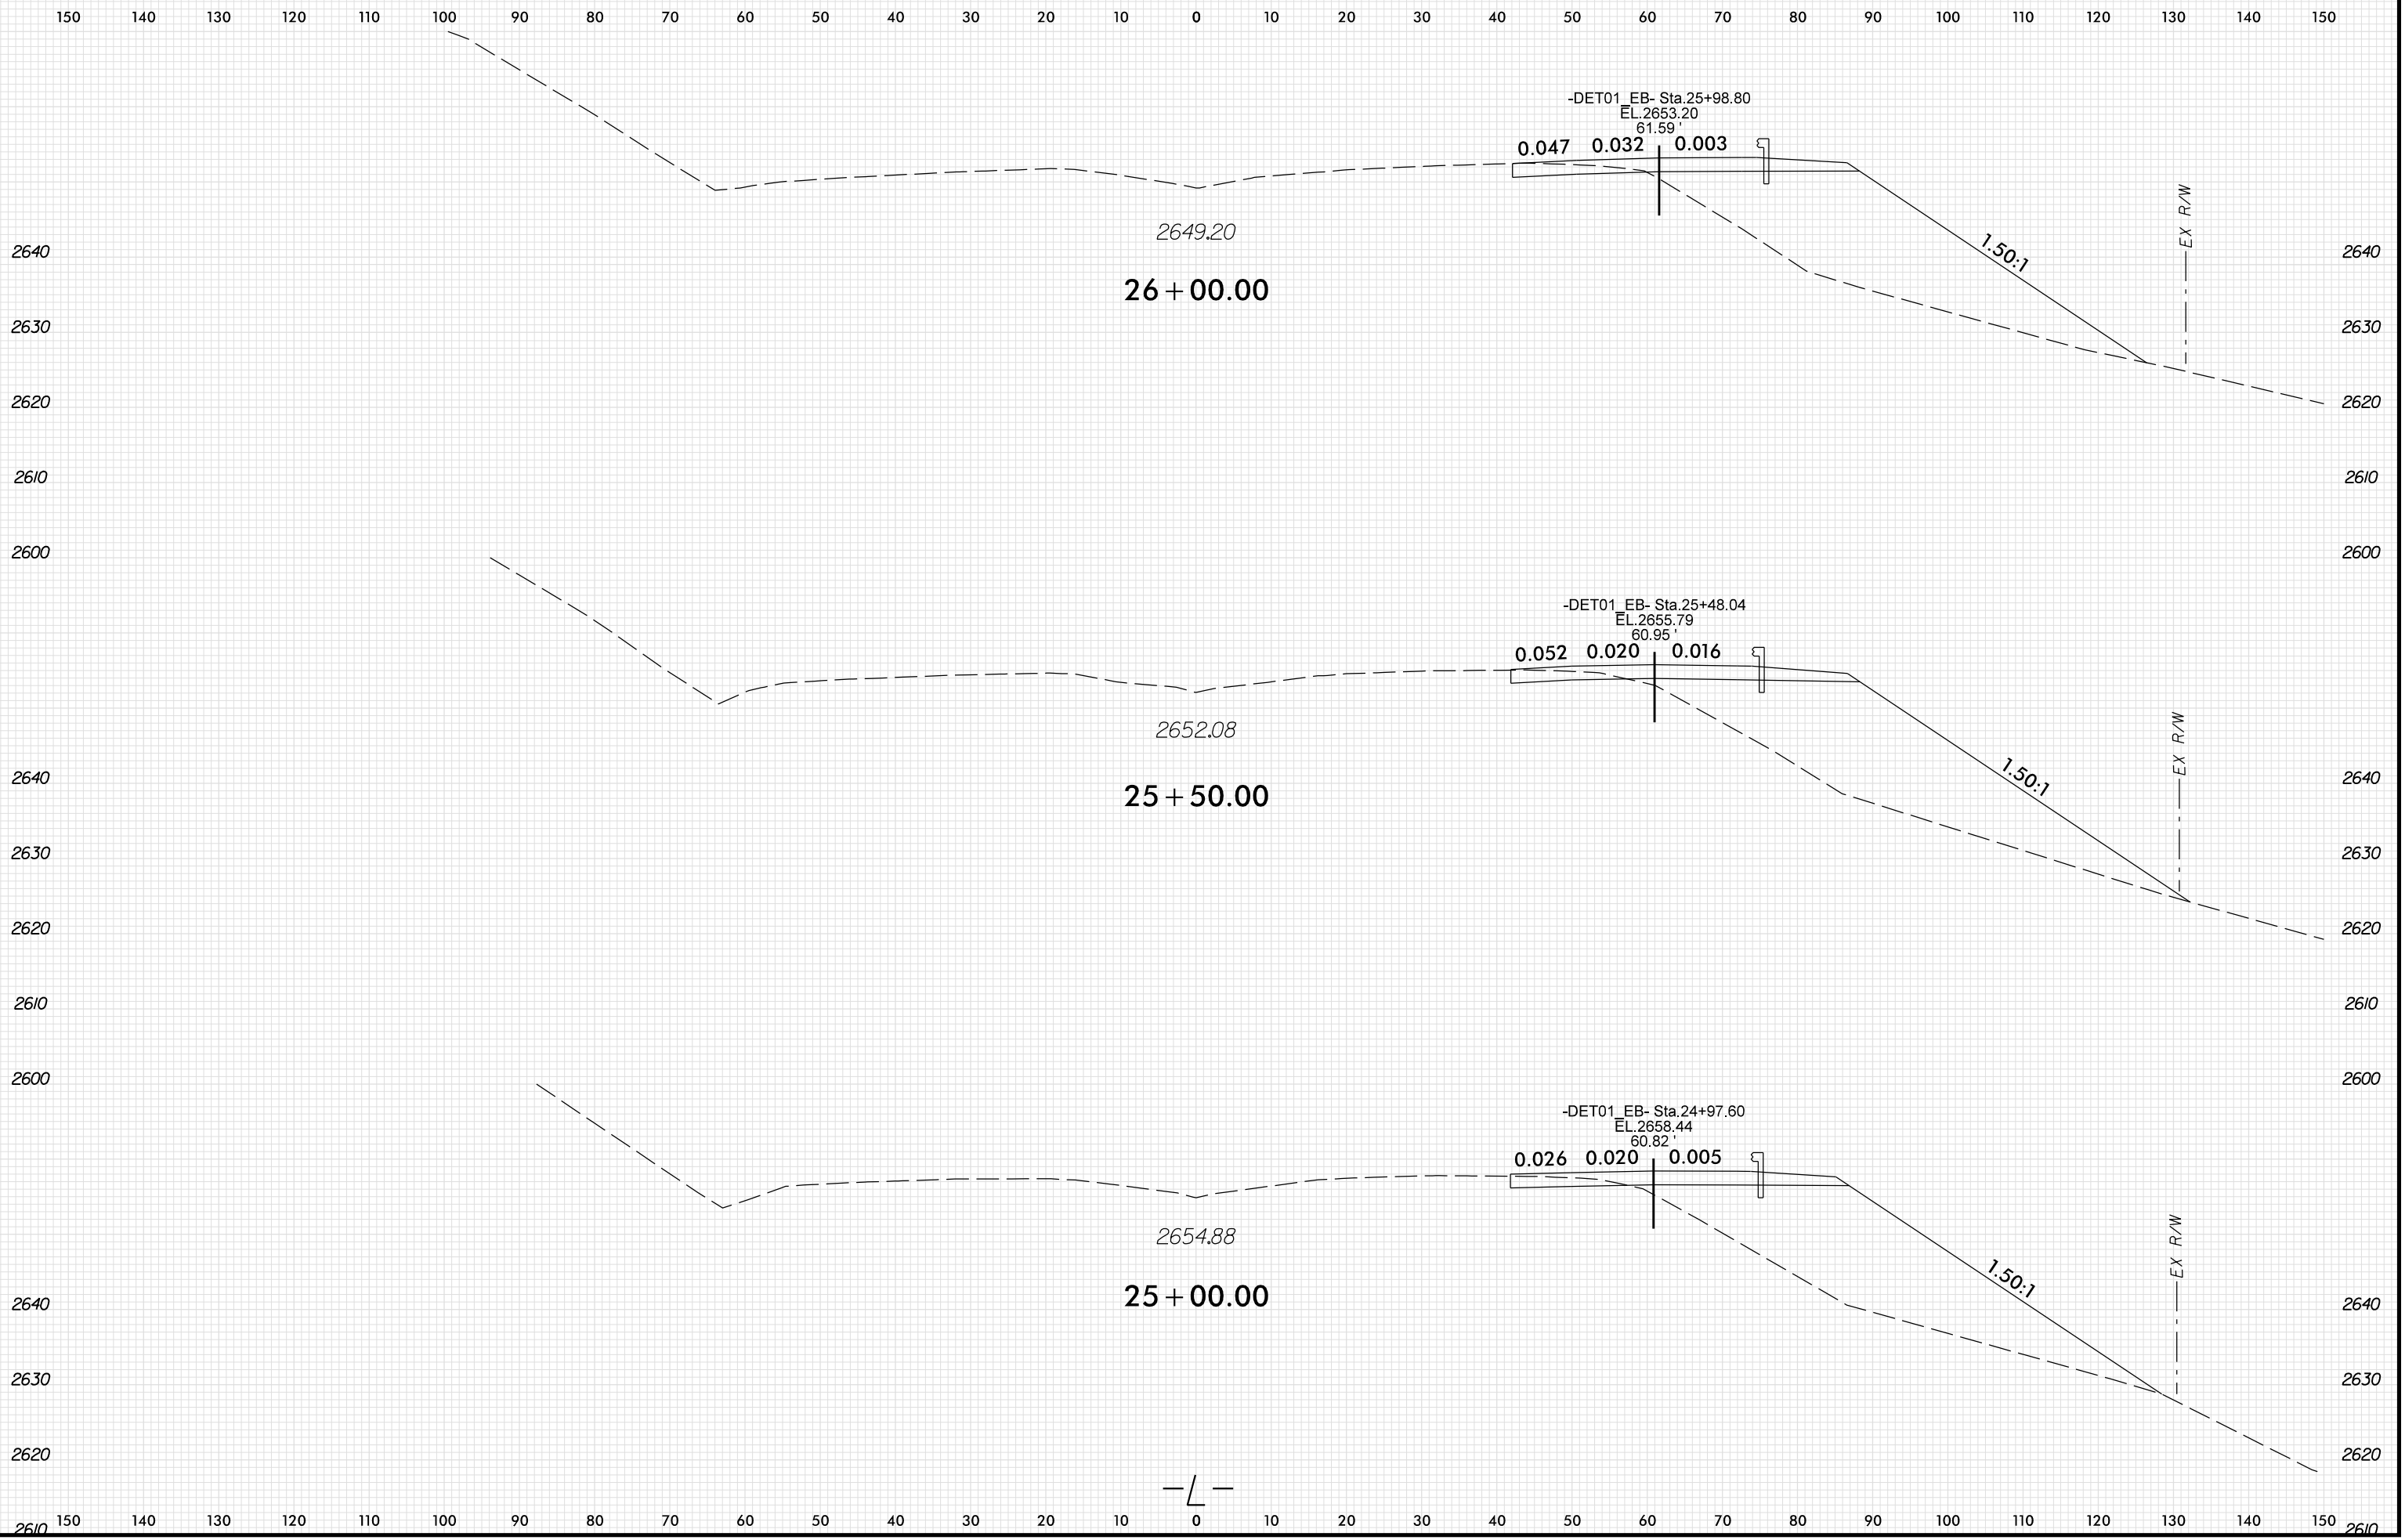 150 140 130 120 110 100 90 80 70 60 50 40 30 20 10 0 10 20 30 40 50 60 70 80 90 100 110 120 130 140 150
-DET01_EB- Sta.25+98.80
EL.2653.20
61.59 '
0.047 0.032 0.003
EX R/W
2649.20
2640 1.50:1 2640
26+00.00
2630 2630
2620 2620
2610 2610
2600 2600
-DET01_EB- Sta.25+48.04
EL.2655.79
60.95 '
0.052 0.020 0.016
EX R/W
2652.08
2640 1.50:1 2640
25+50.00
2630 2630
2620 2620
2610 2610
2600 2600
-DET01_EB- Sta.24+97.60
EL.2658.44
60.82 '
0.026 0.020 0.005
EX R/W
2654.88
1.50:1
25+00.00
2640 2640
2630 2630
2620 2620
-L-
150 140 130 120 110 100 90 80 70 60 50 40 30 20 10 0 10 20 30 40 50 60 70 80 90 100 110 120 130 140 150
2610 2610